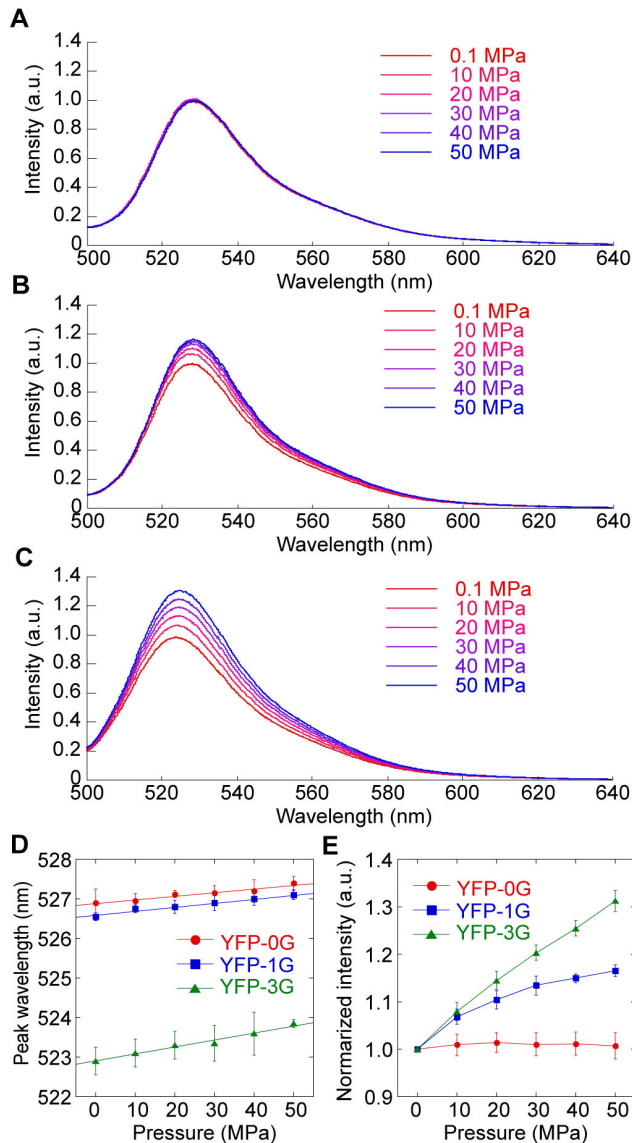 A
1.4
1.2
1.0
0.8
0.6
0.4
0.2
0
Intensity (a.u.)
0.1 MPa
10 MPa
20 MPa
30 MPa
40 MPa
50 MPa
500 520 540 560 580 600 620 640
Wavelength (nm)
B
1.4
1.2
1.0
0.8
0.6
0.4
0.2
0
Intensity (a.u.)
0.1 MPa
10 MPa
20 MPa
30 MPa
40 MPa
50 MPa
500 520 540 560 580 600 620 640
Wavelength (nm)
C
1.4
1.2
1.0
0.8
0.6
0.4
0.2
0
Intensity (a.u.)
0.1 MPa
10 MPa
20 MPa
30 MPa
40 MPa
50 MPa
500 520 540 560 580 600 620 640
Wavelength (nm)
D
528
527
526
525
524
523
522
Peak wavelength (nm)
YFP-0G
YFP-1G
YFP-3G
0 10 20 30 40 50
Pressure (MPa)
E
1.4
1.3
1.2
1.1
1.0
0.9
Normarized intensity (a.u.)
YFP-0G
YFP-1G
YFP-3G
0 10 20 30 40 50
Pressure (MPa)